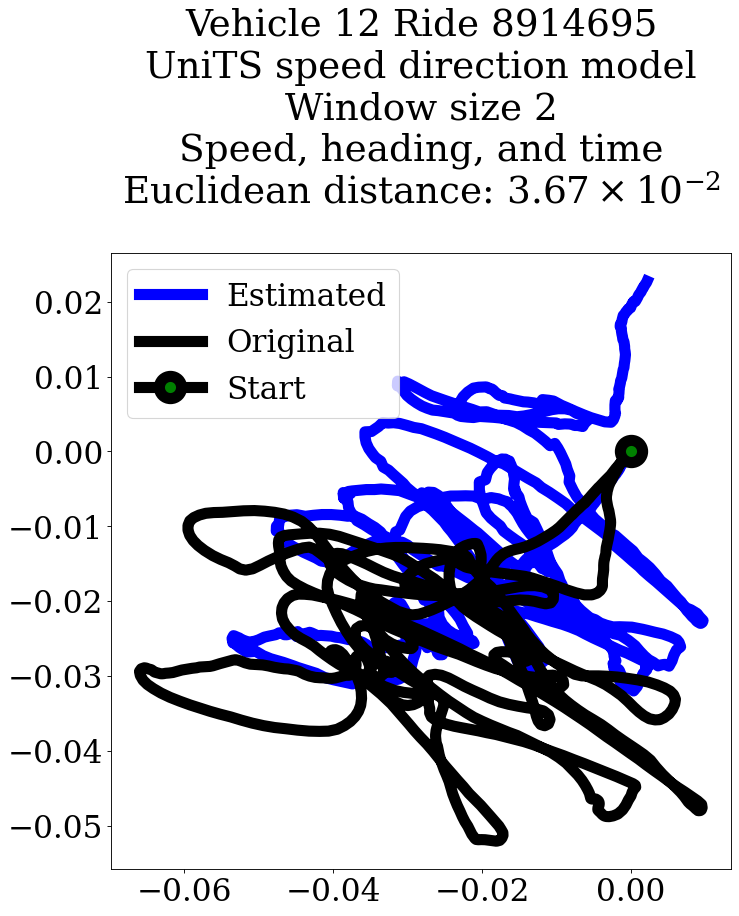 Vehicle 12 Ride 8914695
UniTS speed direction model
Window size 2
Speed, heading, and time
Euclidean distance: 3.67 × 10⁻²
Estimated
Original
Start
0.02
0.01
0.00
−0.01
−0.02
−0.03
−0.04
−0.05
−0.06 −0.04 −0.02 0.00